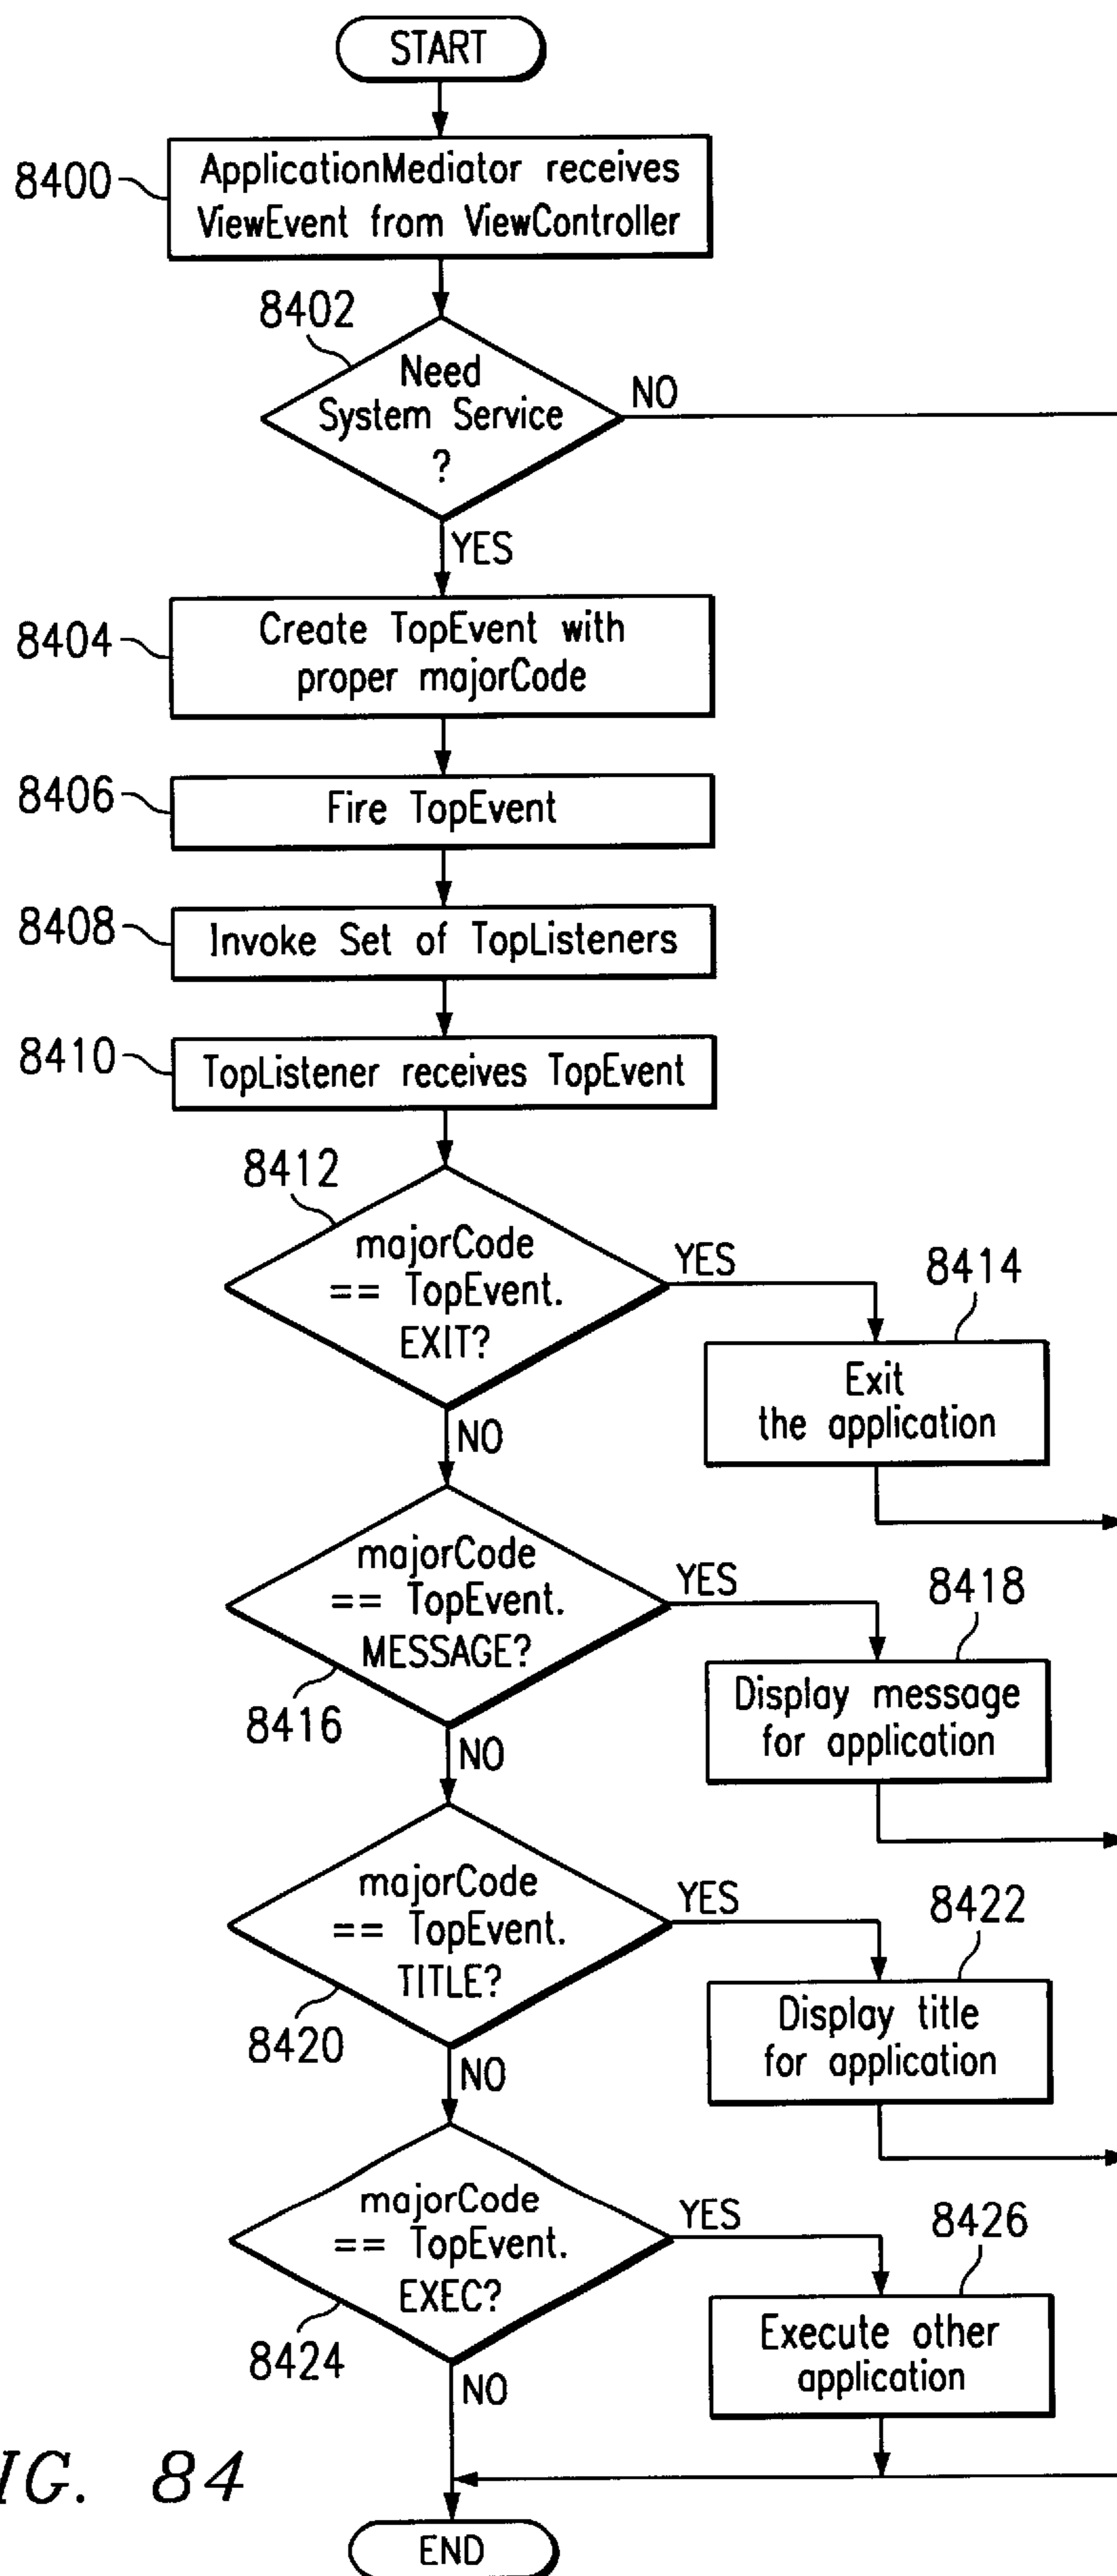 START
8400
ApplicationMediator receives
ViewEvent from ViewController
8402
Need
System Service
?
NO
YES
8404
Create TopEvent with
proper majorCode
8406
Fire TopEvent
8408
Invoke Set of TopListeners
8410
TopListener receives TopEvent
8412
majorCode
== TopEvent.
EXIT?
YES
8414
Exit
the application
NO
majorCode
== TopEvent.
MESSAGE?
8416
YES
8418
Display message
for application
NO
majorCode
== TopEvent.
TITLE?
8420
YES
8422
Display title
for application
NO
majorCode
== TopEvent.
EXEC?
8424
YES
8426
Execute other
application
NO
IG. 84
END